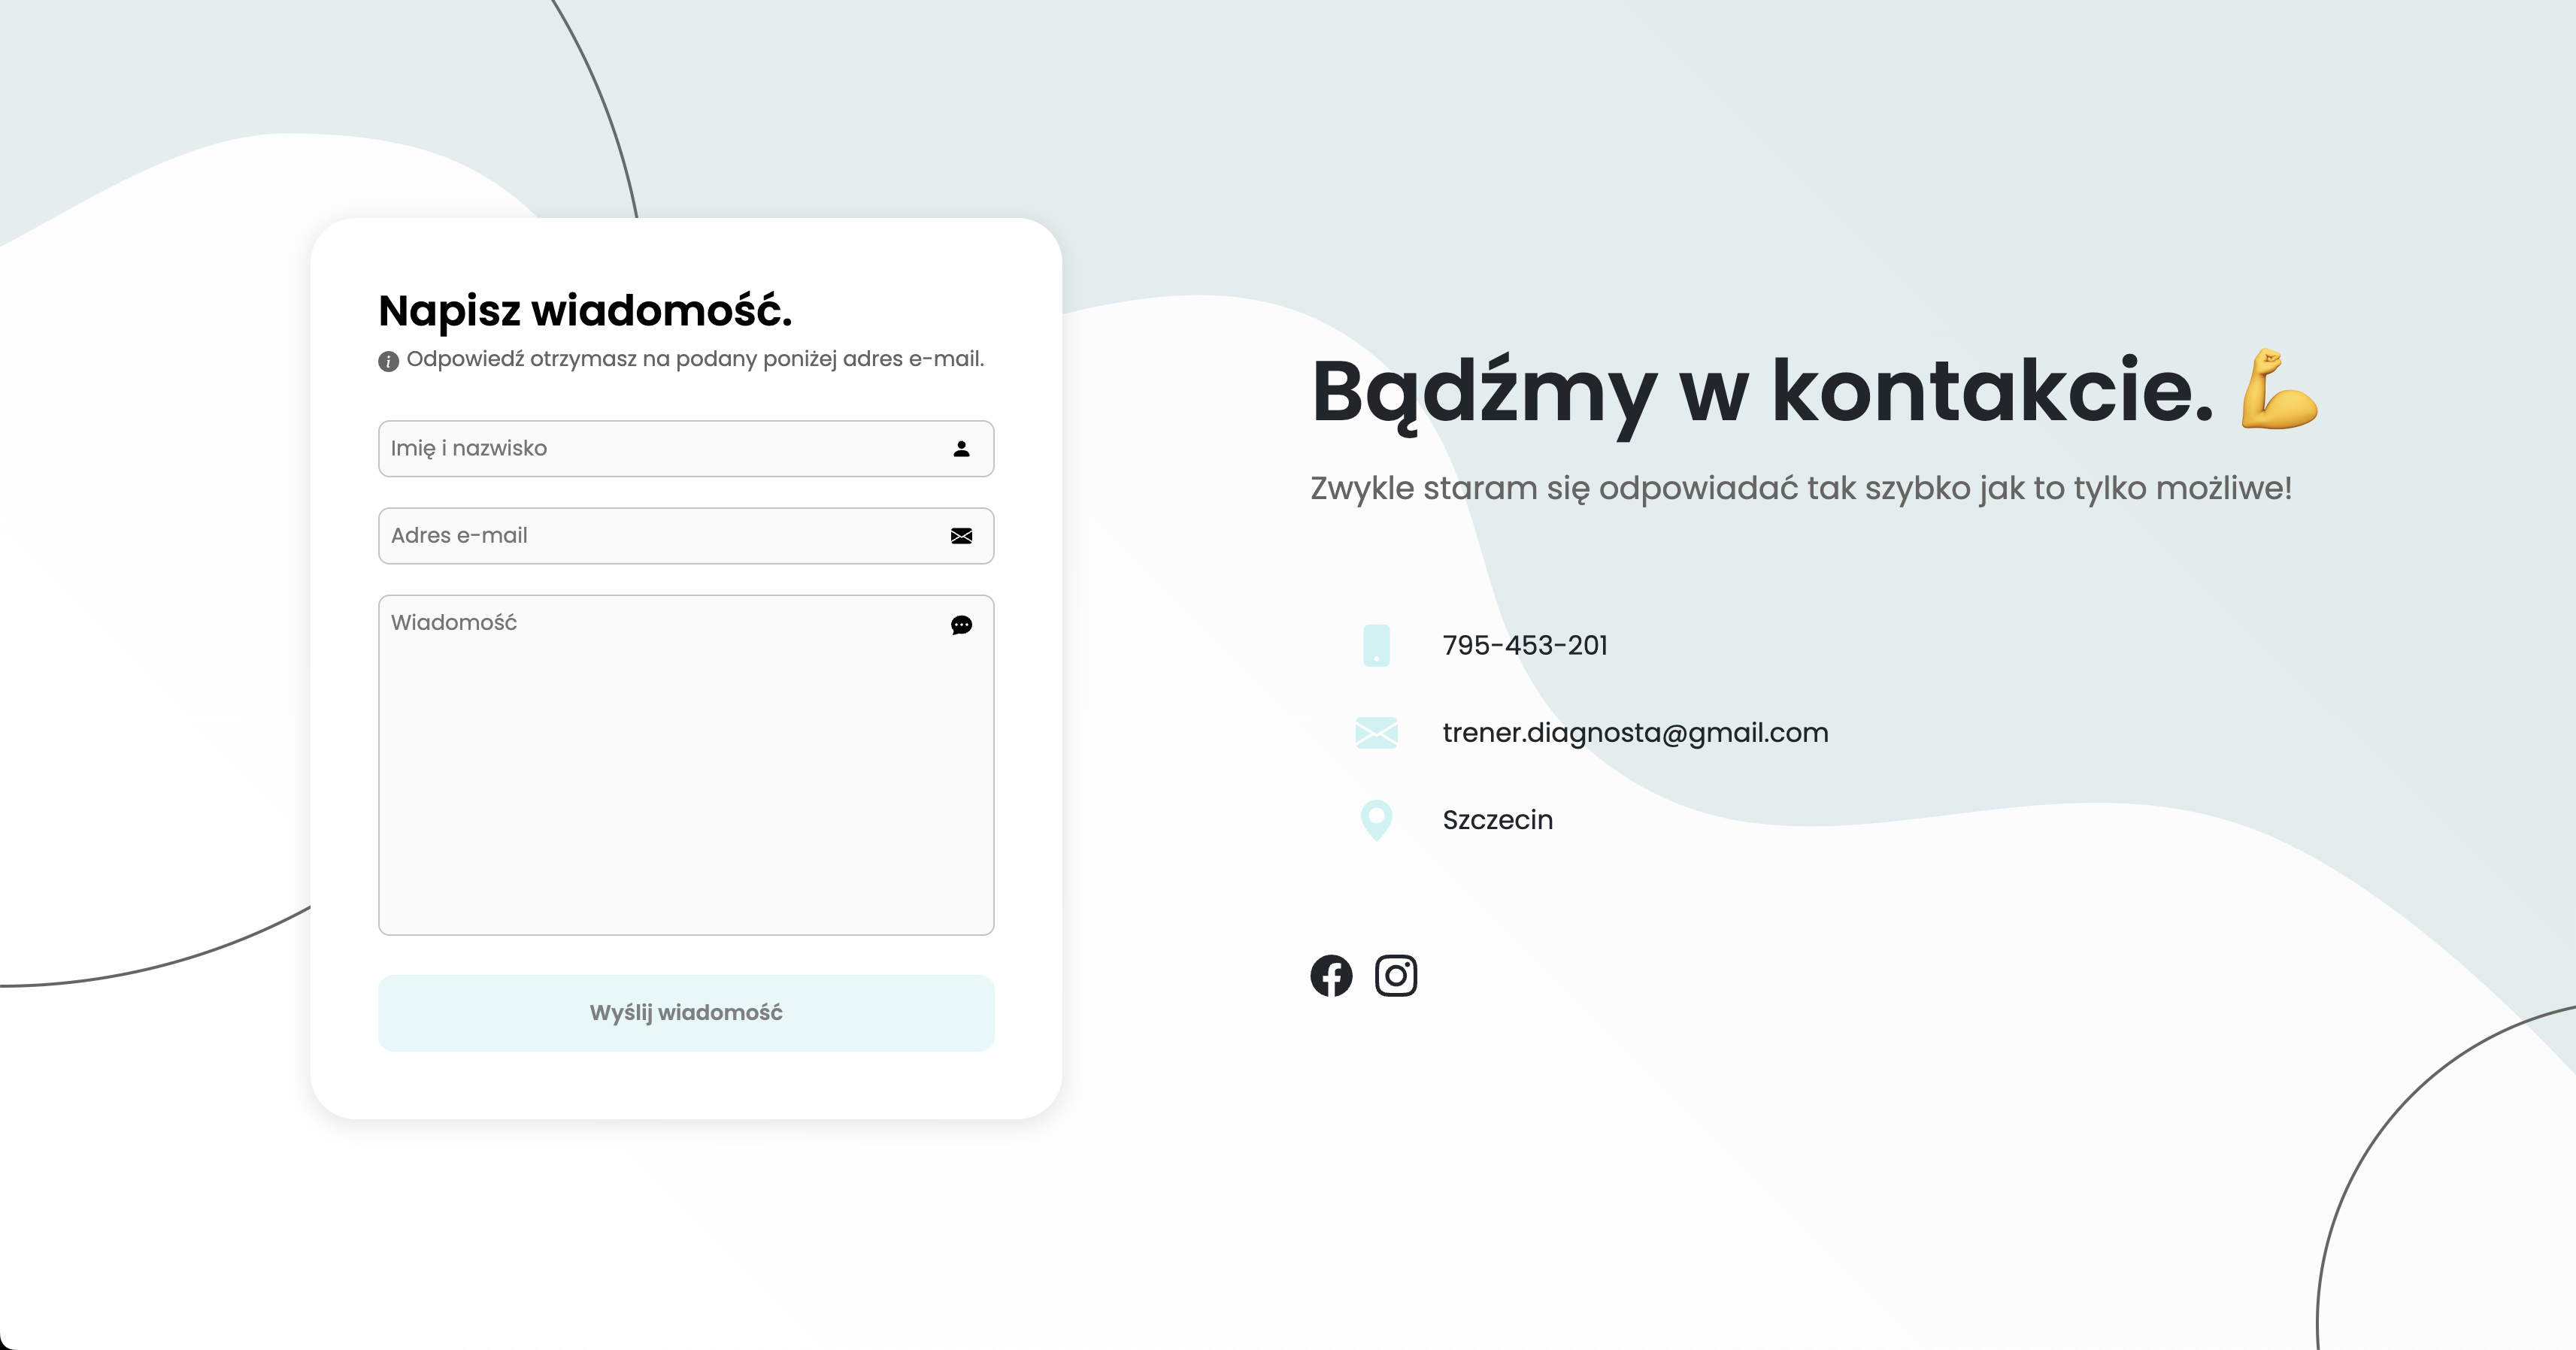 Napisz wiadomość.
Odpowiedź otrzymasz na podany poniżej adres e-mail.
Imię i nazwisko
Adres e-mail
Wiadomość
Wyślij wiadomość
Bądźmy w kontakcie. 💪
Zwykle staram się odpowiadać tak szybko jak to tylko możliwe!
795-453-201
trener.diagnosta@gmail.com
Szczecin